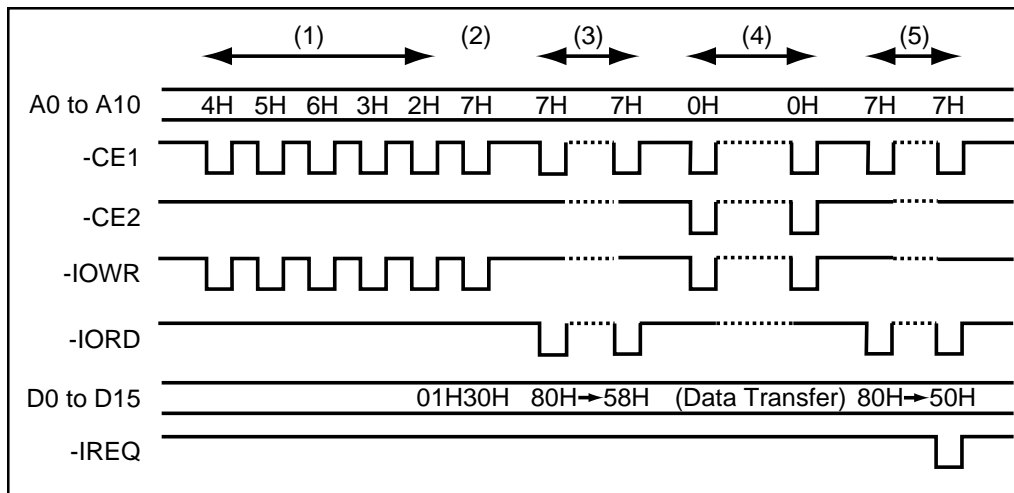 (1) (2) (3) (4) (5)
A0 to A10 4H 5H 6H 3H 2H 7H 7H 7H 0H 0H 7H 7H
-CE1
-CE2
-IOWR
-IORD
D0 to D15 01H30H 80H→58H (Data Transfer) 80H→50H
-IREQ